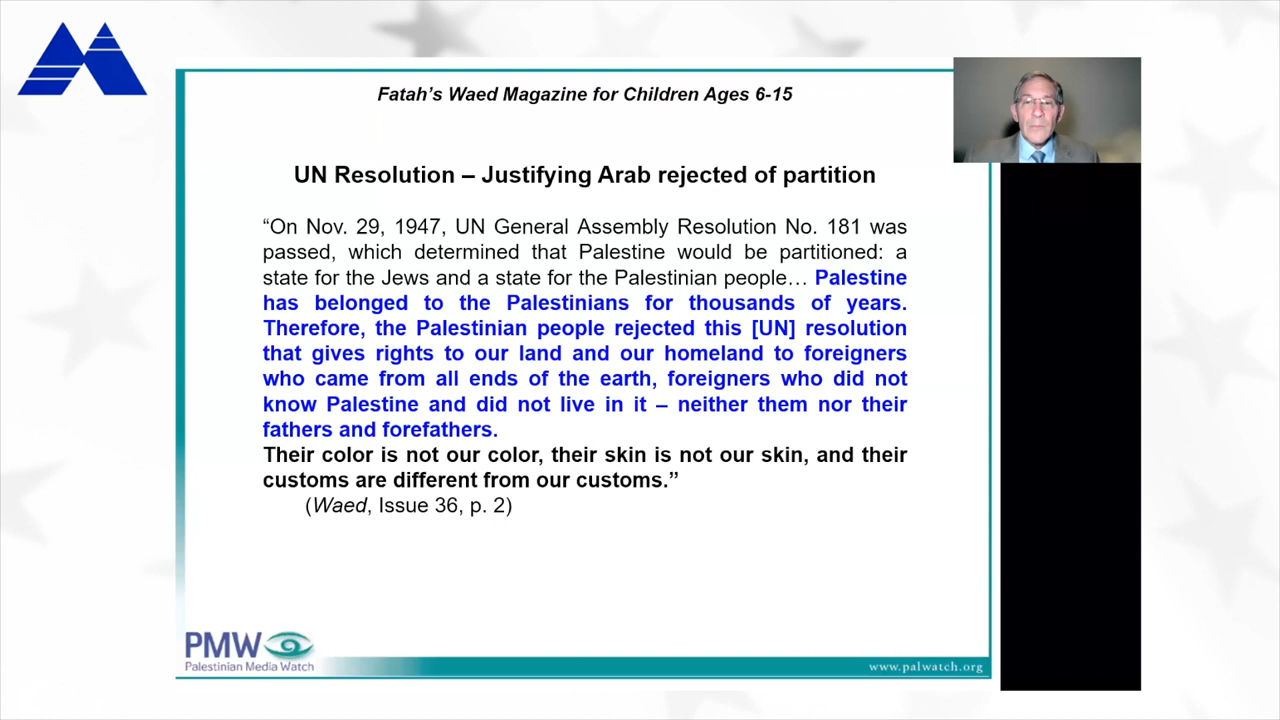 Fatah's Waed Magazine for Children Ages 6-15
UN Resolution – Justifying Arab rejected of partition
“On Nov. 29, 1947, UN General Assembly Resolution No. 181 was
passed, which determined that Palestine would be partitioned: a
state for the Jews and a state for the Palestinian people… Palestine
has belonged to the Palestinians for thousands of years.
Therefore, the Palestinian people rejected this [UN] resolution
that gives rights to our land and our homeland to foreigners
who came from all ends of the earth, foreigners who did not
know Palestine and did not live in it – neither them nor their
fathers and forefathers.
Their color is not our color, their skin is not our skin, and their
customs are different from our customs.”
(Waed, Issue 36, p. 2)
PMW
Palestinian Media Watch
www.palwatch.org